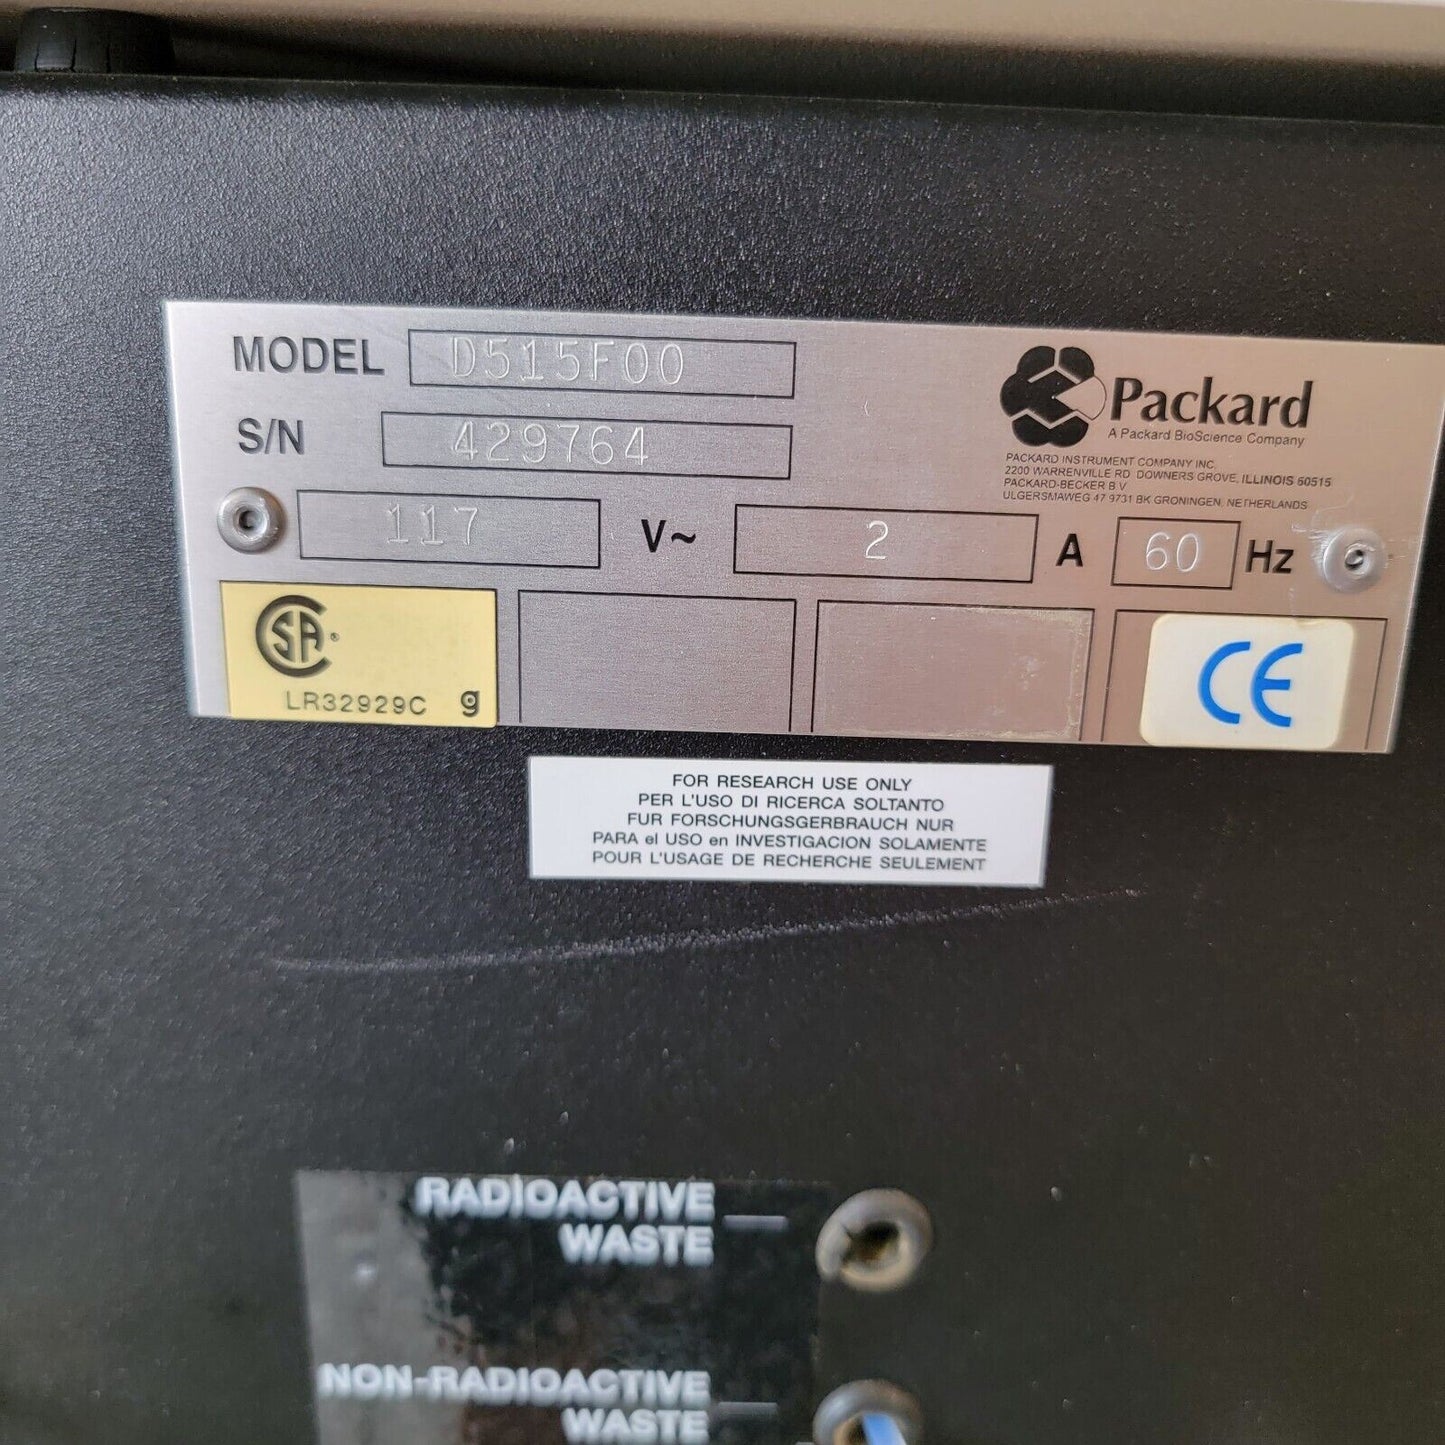 MODEL D515F00
S/N 429764
Packard
A Packard BioScience Company
PACKARD INSTRUMENT COMPANY INC.
2200 WARRENVILLE RD DOWNERS GROVE, ILLINOIS 60515
PACKARD-BECKER B.V.
ULGERSMAWEG 47 9731 BK GRONINGEN, NETHERLANDS
117 V~ 2 A 60 Hz
CSA®
LR32929C g
CE
FOR RESEARCH USE ONLY
PER L'USO DI RICERCA SOLTANTO
FUR FORSCHUNGSGERBRAUCH NUR
PARA el USO en INVESTIGACION SOLAMENTE
POUR L'USAGE DE RECHERCHE SEULEMENT
RADIOACTIVE
WASTE
NON-RADIOACTIVE
WASTE